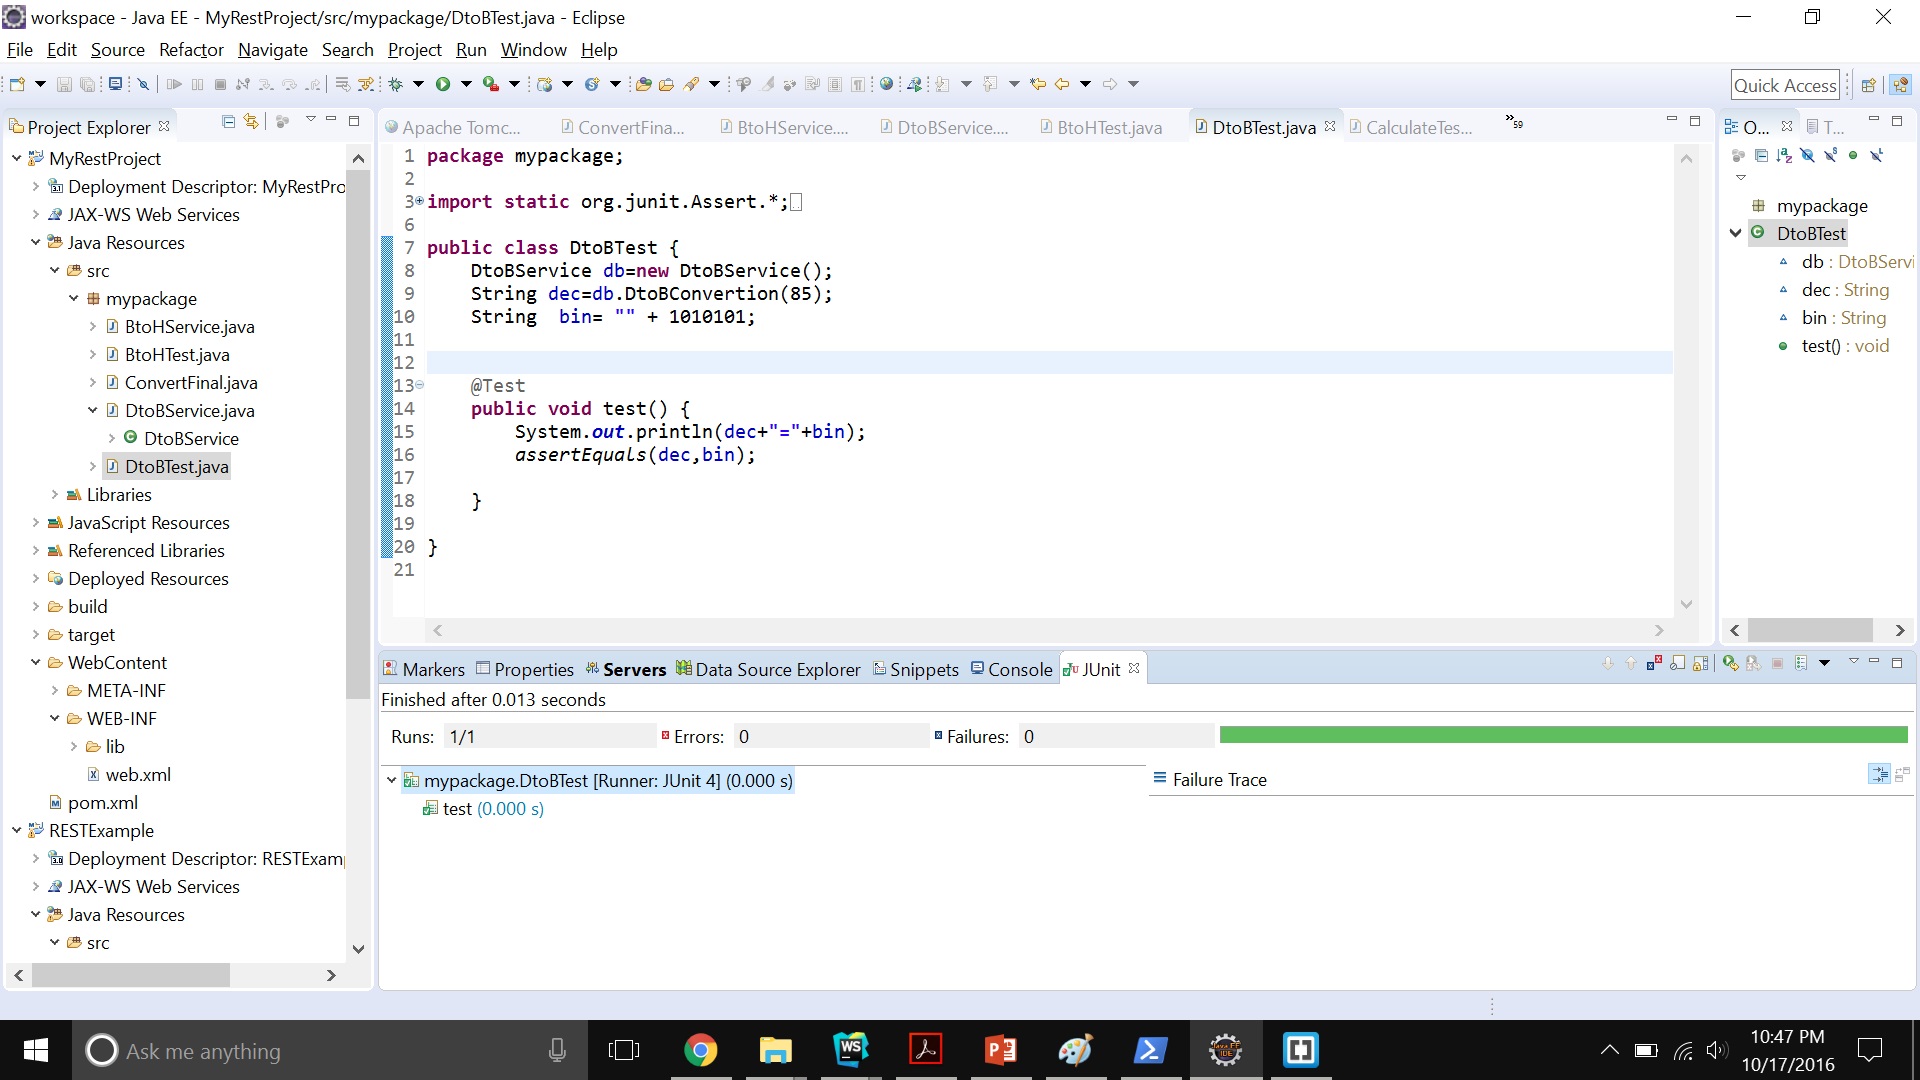 workspace - Java EE - MyRestProject/src/mypackage/DtoBTest.java - Eclipse
File Edit Source Refactor Navigate Search Project Run Window Help
Quick Access
Project Explorer
MyRestProject
Deployment Descriptor: MyRestPro
JAX-WS Web Services
Java Resources
src
mypackage
BtoHService.java
BtoHTest.java
ConvertFinal.java
DtoBService.java
DtoBService
DtoBTest.java
Libraries
JavaScript Resources
Referenced Libraries
Deployed Resources
build
target
WebContent
META-INF
WEB-INF
lib
web.xml
pom.xml
RESTExample
Deployment Descriptor: RESTExam
JAX-WS Web Services
Java Resources
src
Apache Tomc... ConvertFina... BtoHService.... DtoBService.... BtoHTest.java DtoBTest.java CalculateTes... »59
1 package mypackage;
2
3 import static org.junit.Assert.*;
6
7 public class DtoBTest {
8 DtoBService db=new DtoBService();
9 String dec=db.DtoBConvertion(85);
10 String  bin= "" + 1010101;
11
12
13 @Test
14 public void test() {
15 System.out.println(dec+"="+bin);
16 assertEquals(dec,bin);
17
18 }
19
20 }
21
O... T...
mypackage
DtoBTest
db : DtoBServi
dec : String
bin : String
test() : void
Markers Properties Servers Data Source Explorer Snippets Console JUnit
Finished after 0.013 seconds
Runs: 1/1 Errors: 0 Failures: 0
mypackage.DtoBTest [Runner: JUnit 4] (0.000 s)
test (0.000 s)
Failure Trace
Ask me anything
WS
10:47 PM
10/17/2016